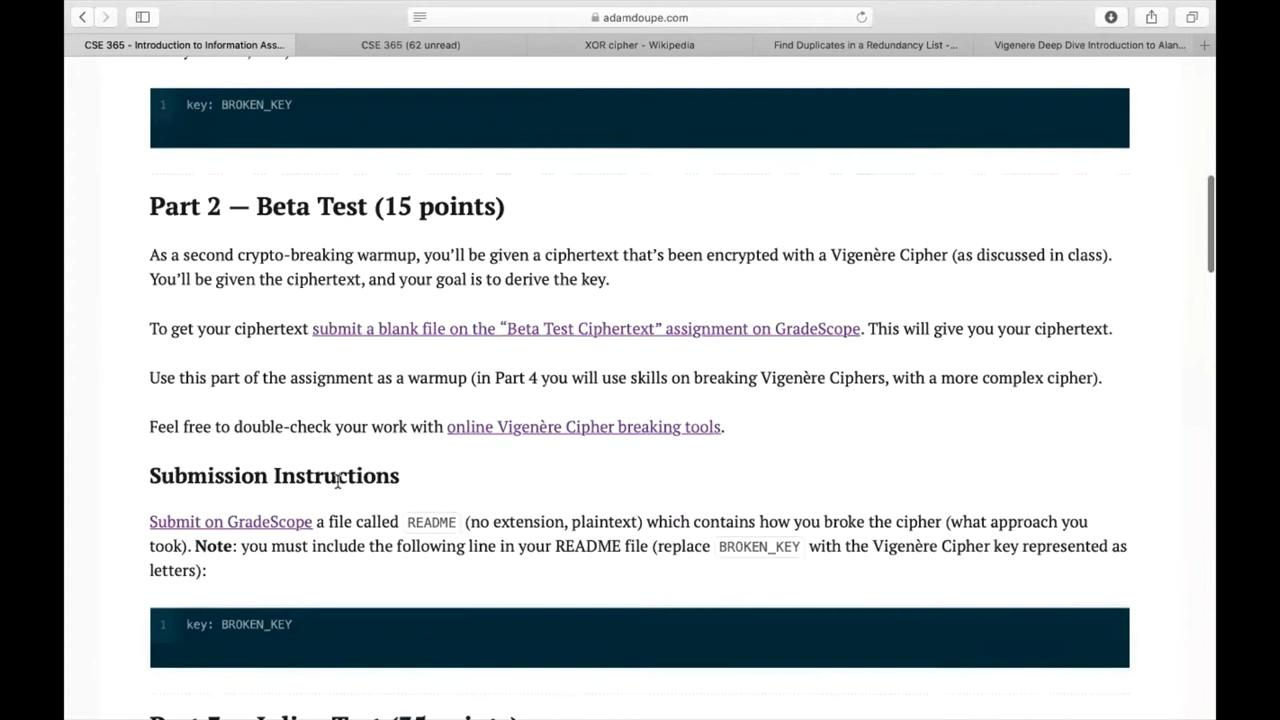 adamdoupe.com
CSE 365 - Introduction to Information Ass...
CSE 365 (62 unread)
XOR cipher - Wikipedia
Find Duplicates in a Redundancy List -...
Vigenere Deep Dive Introduction to Alan...
1 key: BROKEN_KEY
Part 2 — Beta Test (15 points)
As a second crypto-breaking warmup, you’ll be given a ciphertext that’s been encrypted with a Vigenère Cipher (as discussed in class).
You’ll be given the ciphertext, and your goal is to derive the key.
To get your ciphertext submit a blank file on the “Beta Test Ciphertext” assignment on GradeScope. This will give you your ciphertext.
Use this part of the assignment as a warmup (in Part 4 you will use skills on breaking Vigenère Ciphers, with a more complex cipher).
Feel free to double-check your work with online Vigenère Cipher breaking tools.
Submission Instructions
Submit on GradeScope a file called README (no extension, plaintext) which contains how you broke the cipher (what approach you
took). Note: you must include the following line in your README file (replace BROKEN_KEY with the Vigenère Cipher key represented as
letters):
1 key: BROKEN_KEY